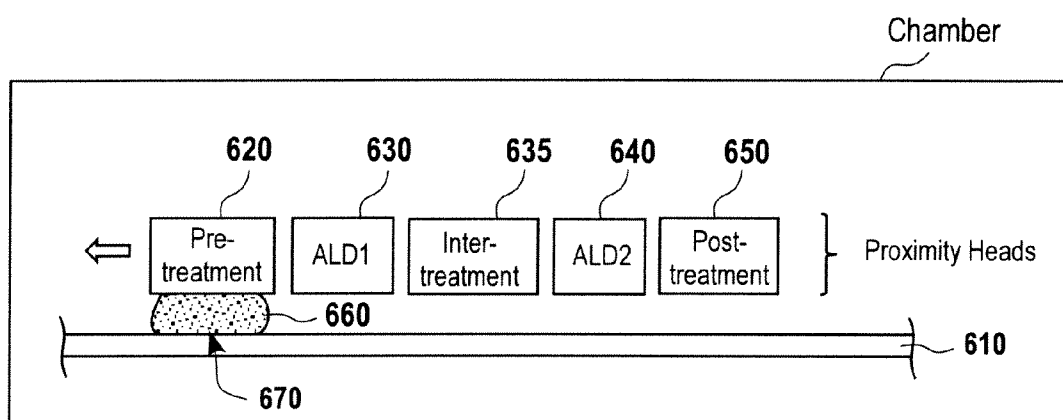 Chamber
620 630 635 640 650
Pre-
treatment
ALD1
Inter-
treatment
ALD2
Post-
treatment
Proximity Heads
660
610
670